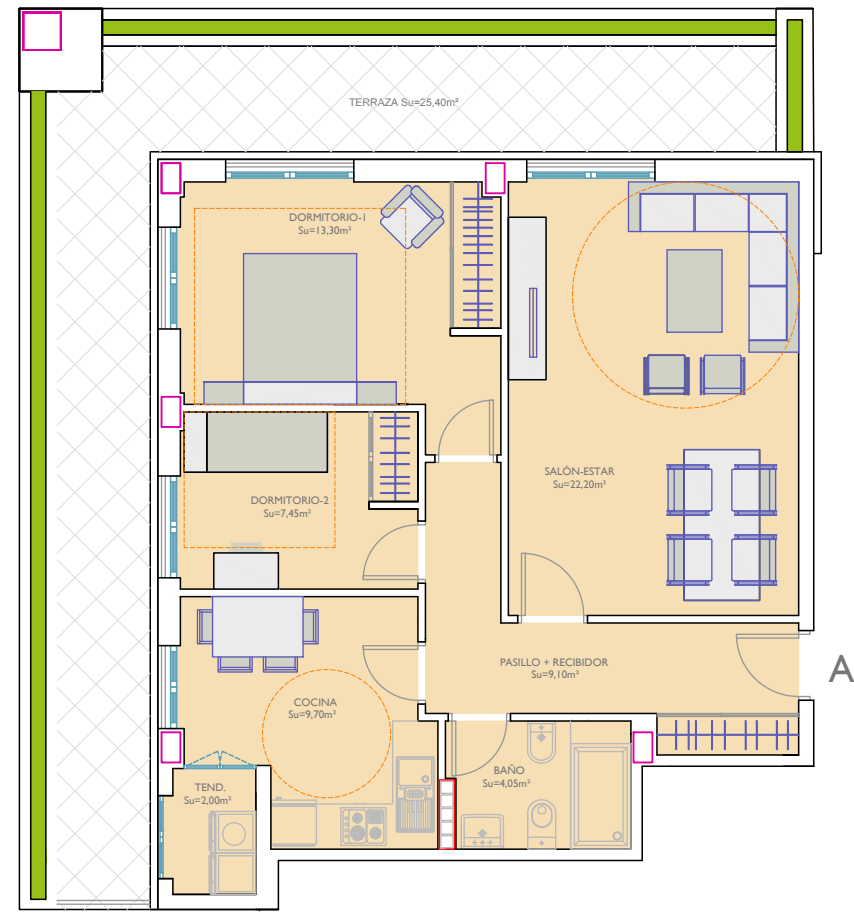 TERRAZA Su=25,40m²
DORMITORIO-1
Su=13,30m²
SALÓN-ESTAR
Su=22,20m²
DORMITORIO-2
Su=7,45m²
PASILLO + RECIBIDOR
Su=9,10m²
A
COCINA
Su=9,70m²
BAÑO
Su=4,05m²
TEND.
Su=2,00m²